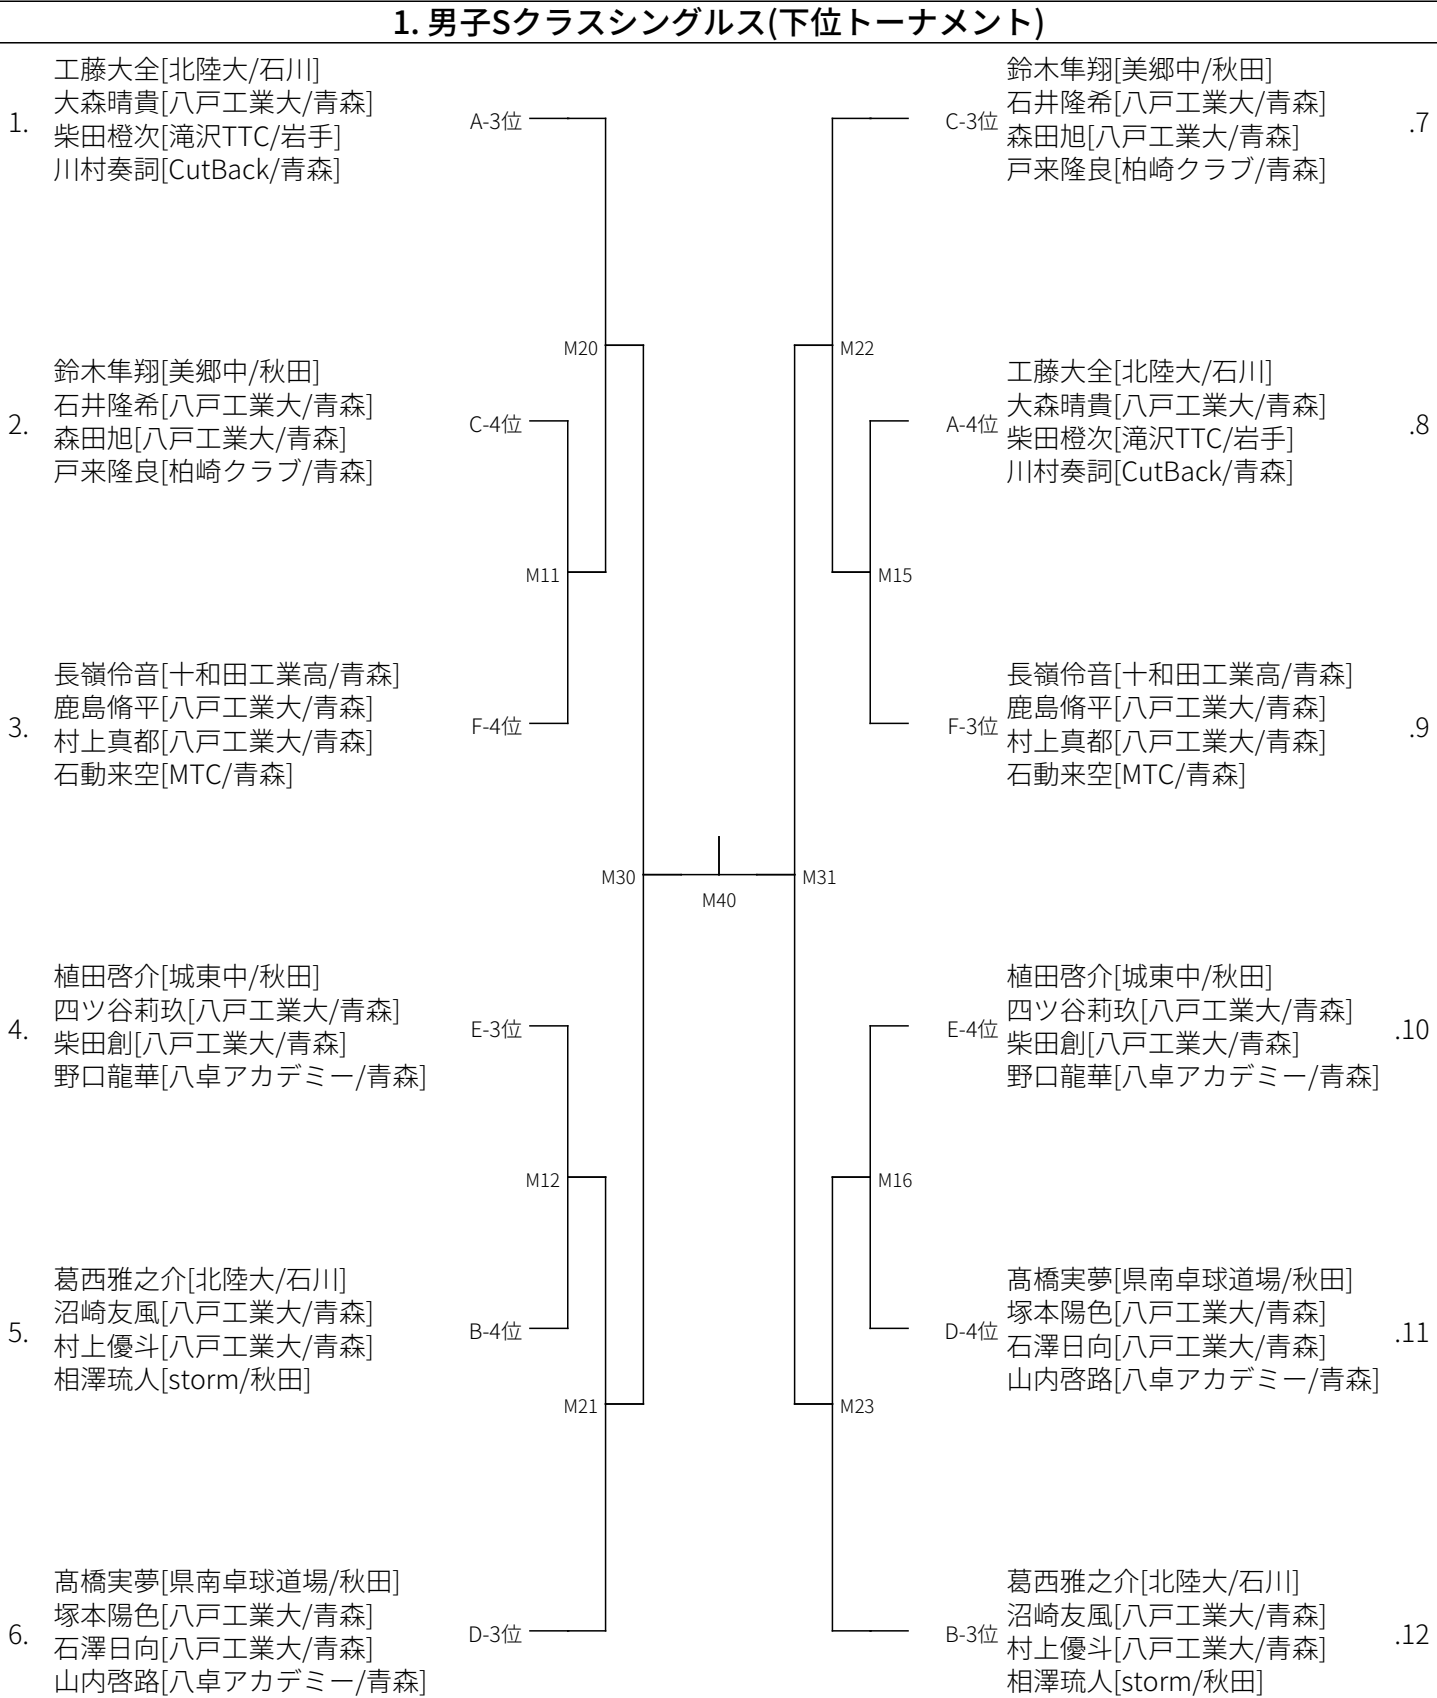 1. 男子Sクラスシングルス(下位トーナメント)
1.
工藤大全[北陸大/石川]
大森晴貴[八戸工業大/青森]
柴田橙次[滝沢TTC/岩手]
川村奏詞[CutBack/青森]
A-3位
2.
鈴木隼翔[美郷中/秋田]
石井隆希[八戸工業大/青森]
森田旭[八戸工業大/青森]
戸来隆良[柏崎クラブ/青森]
C-4位
3.
長嶺伶音[十和田工業高/青森]
鹿島脩平[八戸工業大/青森]
村上真都[八戸工業大/青森]
石動来空[MTC/青森]
F-4位
4.
植田啓介[城東中/秋田]
四ツ谷莉玖[八戸工業大/青森]
柴田創[八戸工業大/青森]
野口龍華[八卓アカデミー/青森]
E-3位
5.
葛西雅之介[北陸大/石川]
沼崎友風[八戸工業大/青森]
村上優斗[八戸工業大/青森]
相澤琉人[storm/秋田]
B-4位
6.
髙橋実夢[県南卓球道場/秋田]
塚本陽色[八戸工業大/青森]
石澤日向[八戸工業大/青森]
山内啓路[八卓アカデミー/青森]
D-3位
M20
M11
M30
M12
M21
M40
M22
M15
M31
M16
M23
C-3位
鈴木隼翔[美郷中/秋田]
石井隆希[八戸工業大/青森]
森田旭[八戸工業大/青森]
戸来隆良[柏崎クラブ/青森]
.7
A-4位
工藤大全[北陸大/石川]
大森晴貴[八戸工業大/青森]
柴田橙次[滝沢TTC/岩手]
川村奏詞[CutBack/青森]
.8
F-3位
長嶺伶音[十和田工業高/青森]
鹿島脩平[八戸工業大/青森]
村上真都[八戸工業大/青森]
石動来空[MTC/青森]
.9
E-4位
植田啓介[城東中/秋田]
四ツ谷莉玖[八戸工業大/青森]
柴田創[八戸工業大/青森]
野口龍華[八卓アカデミー/青森]
.10
D-4位
髙橋実夢[県南卓球道場/秋田]
塚本陽色[八戸工業大/青森]
石澤日向[八戸工業大/青森]
山内啓路[八卓アカデミー/青森]
.11
B-3位
葛西雅之介[北陸大/石川]
沼崎友風[八戸工業大/青森]
村上優斗[八戸工業大/青森]
相澤琉人[storm/秋田]
.12